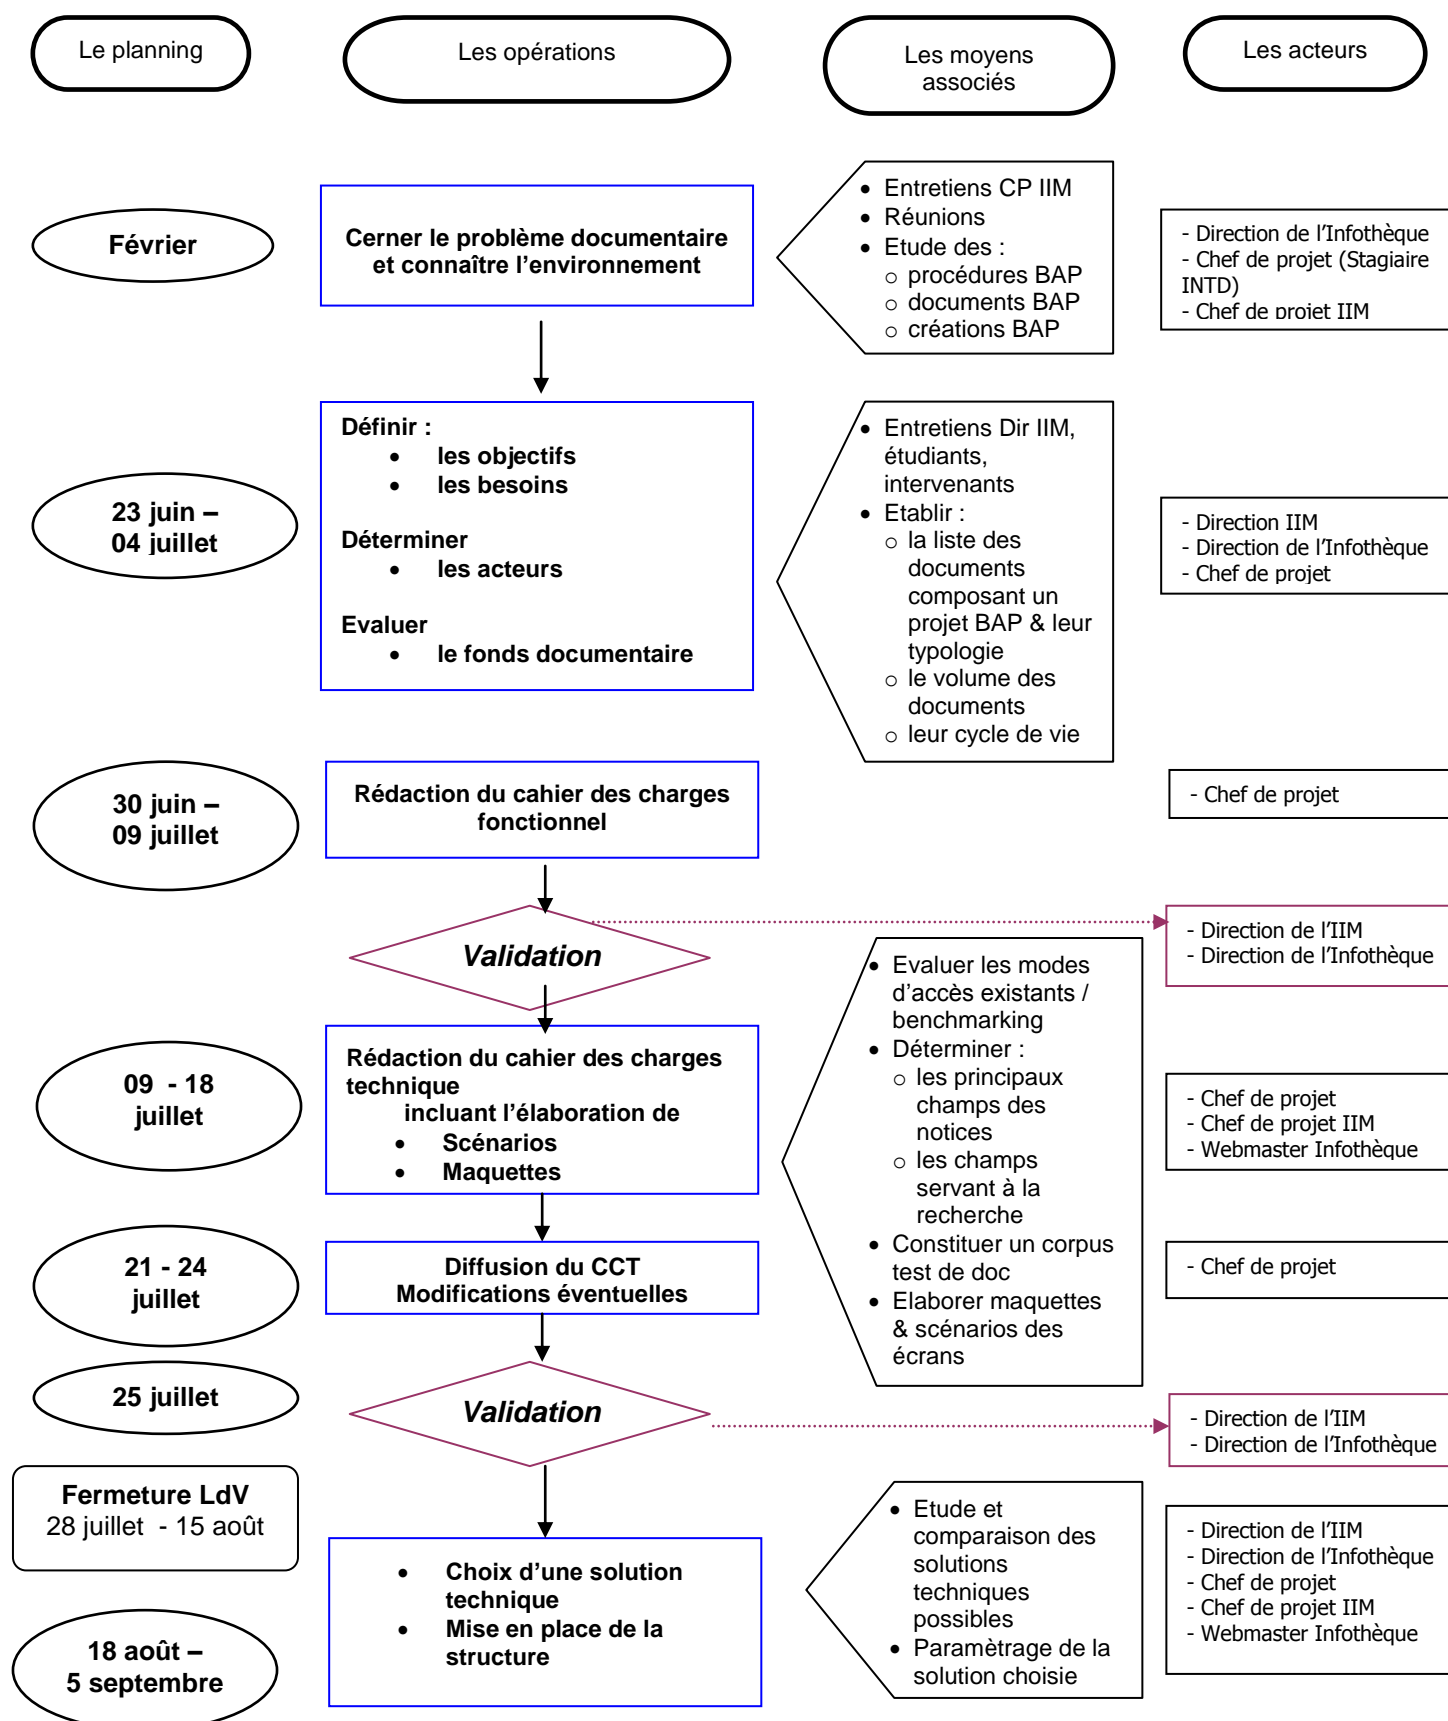 Le planning
Les opérations
Les moyens
associés
Les acteurs
Février
Cerner le problème documentaire
et connaître l’environnement
• Entretiens CP IIM
• Réunions
• Etude des :
o procédures BAP
o documents BAP
o créations BAP
- Direction de l’Infothèque
- Chef de projet (Stagiaire
INTD)
- Chef de projet IIM
23 juin –
04 juillet
Définir :
• les objectifs
• les besoins
Déterminer
• les acteurs
Evaluer
• le fonds documentaire
• Entretiens Dir IIM,
étudiants,
intervenants
• Etablir :
o la liste des
documents
composant un
projet BAP & leur
typologie
o le volume des
documents
o leur cycle de vie
- Direction IIM
- Direction de l’Infothèque
- Chef de projet
30 juin –
09 juillet
Rédaction du cahier des charges
fonctionnel
- Chef de projet
Validation
- Direction de l’IIM
- Direction de l’Infothèque
09 - 18
juillet
Rédaction du cahier des charges
technique
incluant l’élaboration de
• Scénarios
• Maquettes
• Evaluer les modes
d’accès existants /
benchmarking
• Déterminer :
o les principaux
champs des
notices
o les champs
servant à la
recherche
• Constituer un corpus
test de doc
• Elaborer maquettes
& scénarios des
écrans
- Chef de projet
- Chef de projet IIM
- Webmaster Infothèque
21 - 24
juillet
Diffusion du CCT
Modifications éventuelles
- Chef de projet
25 juillet
Validation
- Direction de l’IIM
- Direction de l’Infothèque
Fermeture LdV
28 juillet - 15 août
18 août –
5 septembre
• Choix d’une solution
technique
• Mise en place de la
structure
• Etude et
comparaison des
solutions
techniques
possibles
• Paramètrage de la
solution choisie
- Direction de l’IIM
- Direction de l’Infothèque
- Chef de projet
- Chef de projet IIM
- Webmaster Infothèque